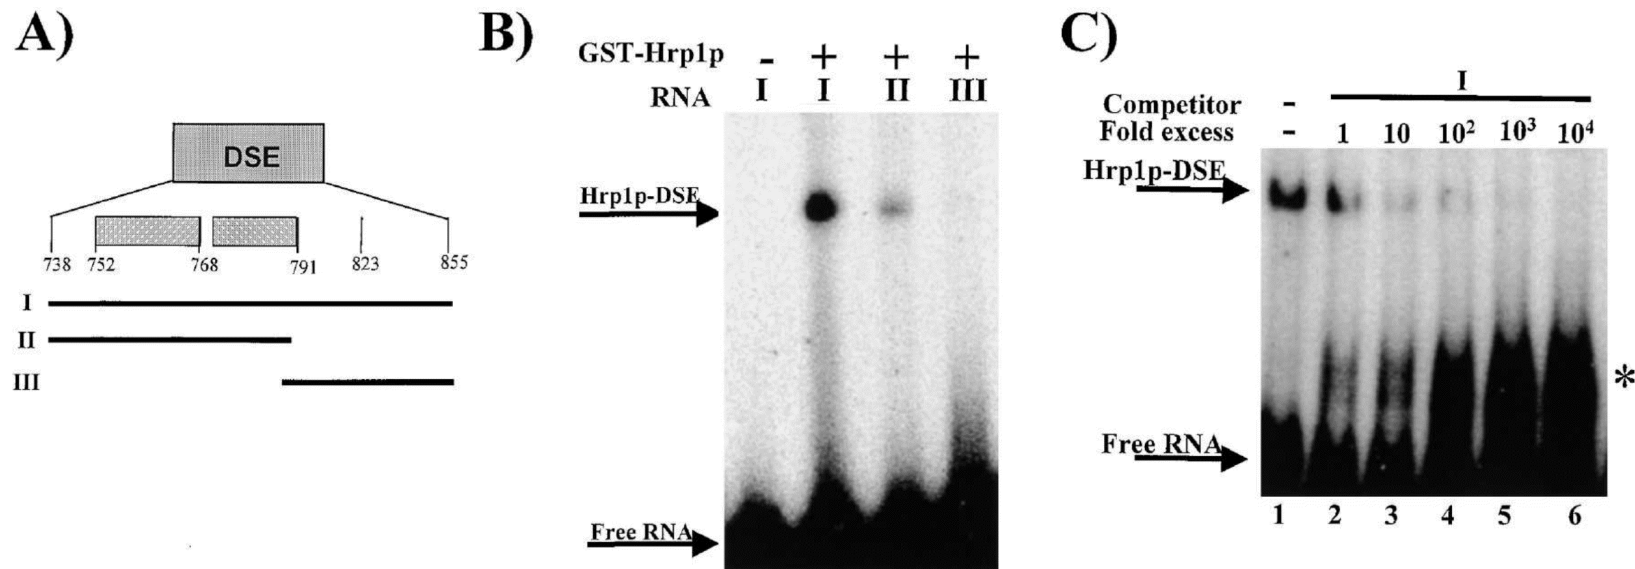 A)
DSE
738 752 768 791 823 855
I
II
III
B)
GST-Hrp1p - + + +
RNA I I II III
Hrp1p-DSE
Free RNA
C)
I
Competitor -
Fold excess - 1 10 10² 10³ 10⁴
Hrp1p-DSE
*
Free RNA
1 2 3 4 5 6